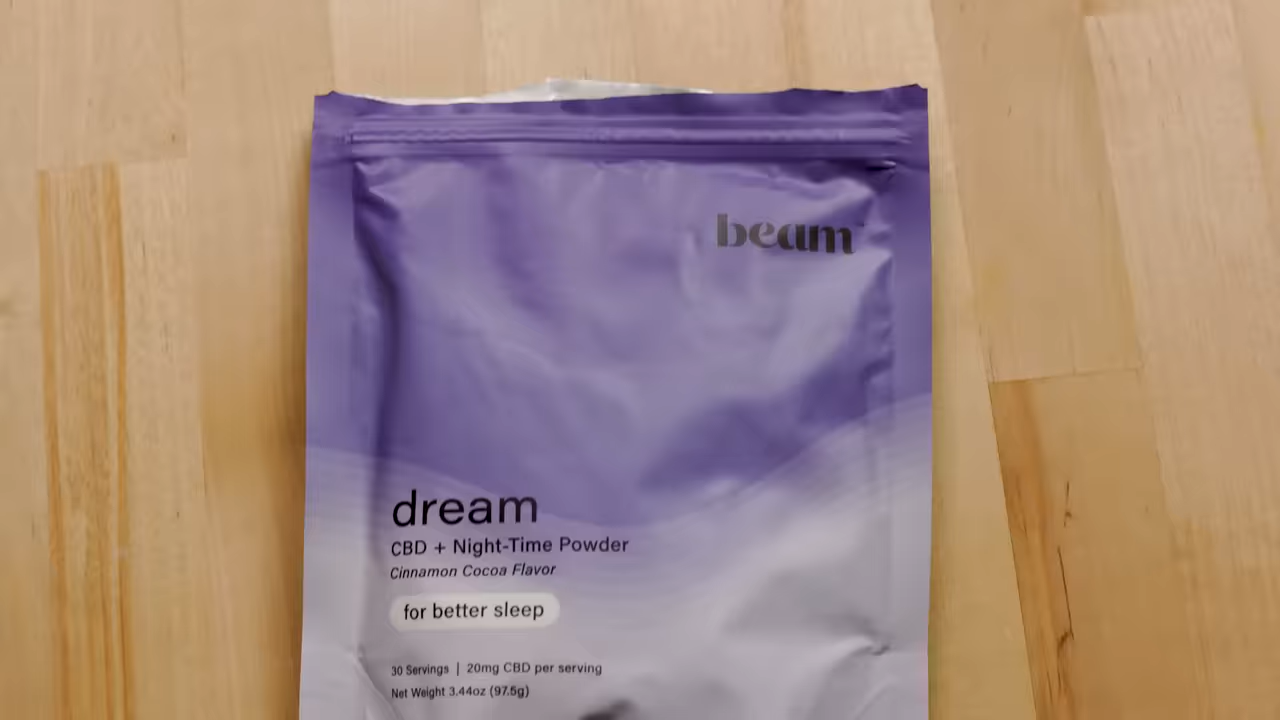 beam
dream
CBD + Night-Time Powder
Cinnamon Cocoa Flavor
for better sleep
30 Servings | 20mg CBD per serving
Net Weight 3.44oz (97.5g)